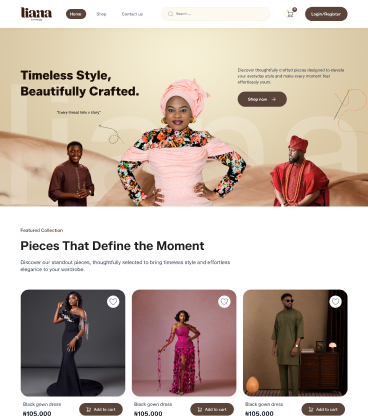 liana
Home
Shop
Contact us
Search...
0
Login/Register
Timeless Style,
Beautifully Crafted.
"Every thread tells a story"
Discover thoughtfully crafted pieces designed to elevate
your everyday style and make every moment feel
effortlessly yours.
Shop now
Featured Collection
Pieces That Define the Moment
Discover our standout pieces, thoughtfully selected to bring timeless style and effortless
elegance to your wardrobe.
Black gown dress
₦105,000
Add to cart
Black gown dress
₦105,000
Add to cart
Black gown dress
₦105,000
Add to cart